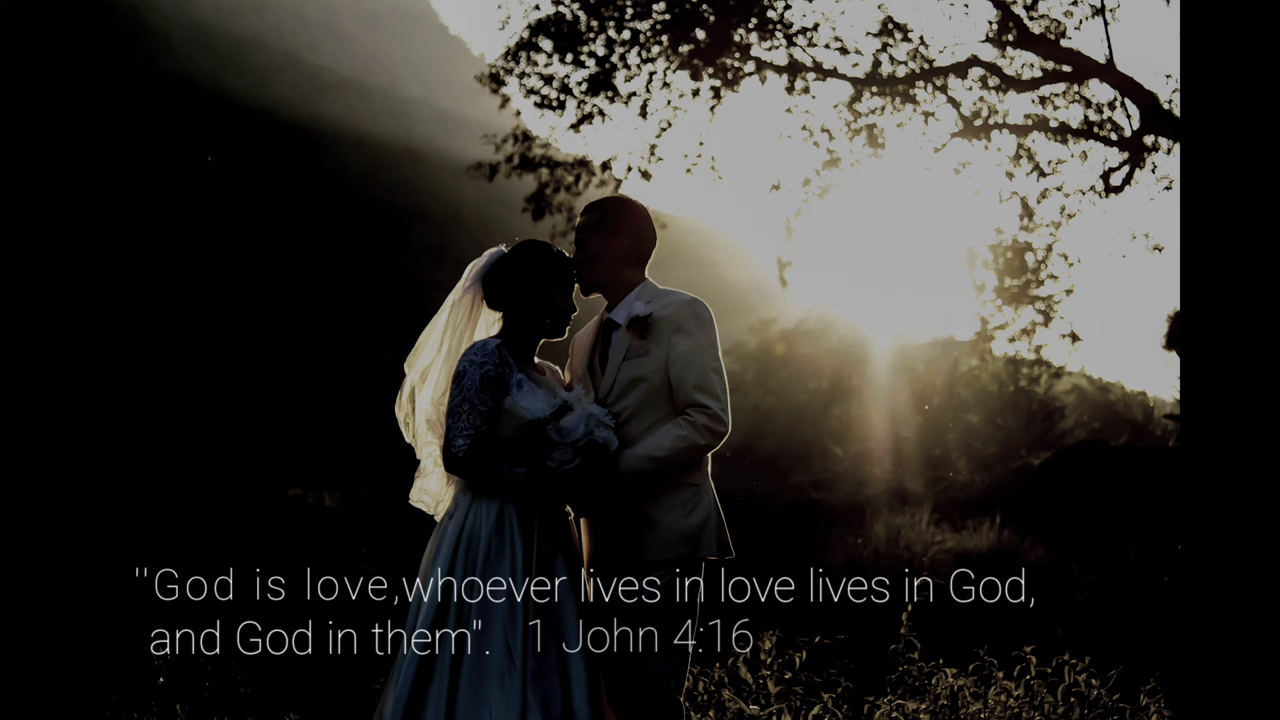 "God is love,whoever lives in love lives in God,
and God in them". 1 John 4:16